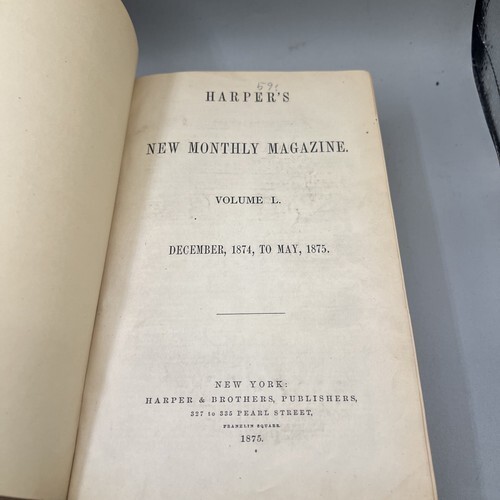 HARPER'S
NEW MONTHLY MAGAZINE.
VOLUME L.
DECEMBER, 1874, TO MAY, 1875.
NEW YORK:
HARPER & BROTHERS, PUBLISHERS,
327 to 335 PEARL STREET,
FRANKLIN SQUARE.
1875.